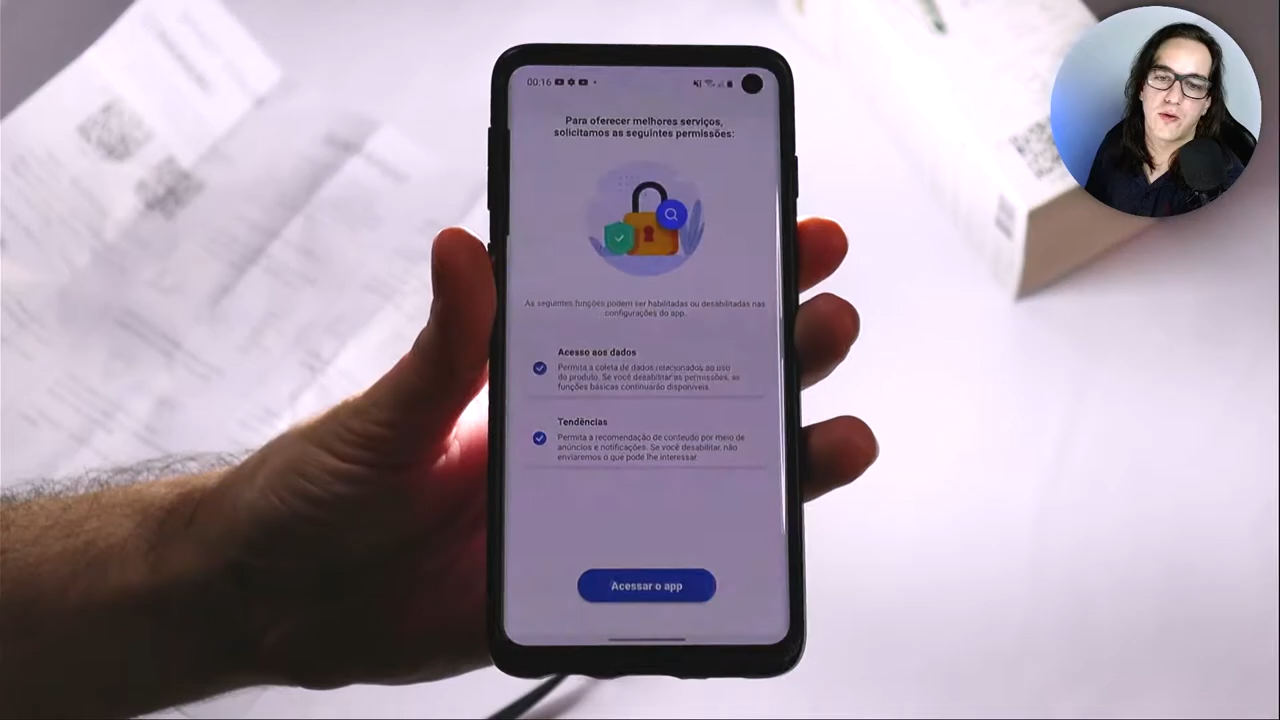 00:16
Para oferecer melhores serviços,
solicitamos as seguintes permissões:
As seguintes funções podem ser habilitadas ou desabilitadas nas
configurações do app.
Acesso aos dados
Permita a coleta de dados relacionados ao uso
do produto. Se você desabilitar as permissões, as
funções básicas continuarão disponíveis.
Tendências
Permita a recomendação de conteúdo por meio de
anúncios e notificações. Se você desabilitar, não
enviaremos o que pode lhe interessar.
Acessar o app